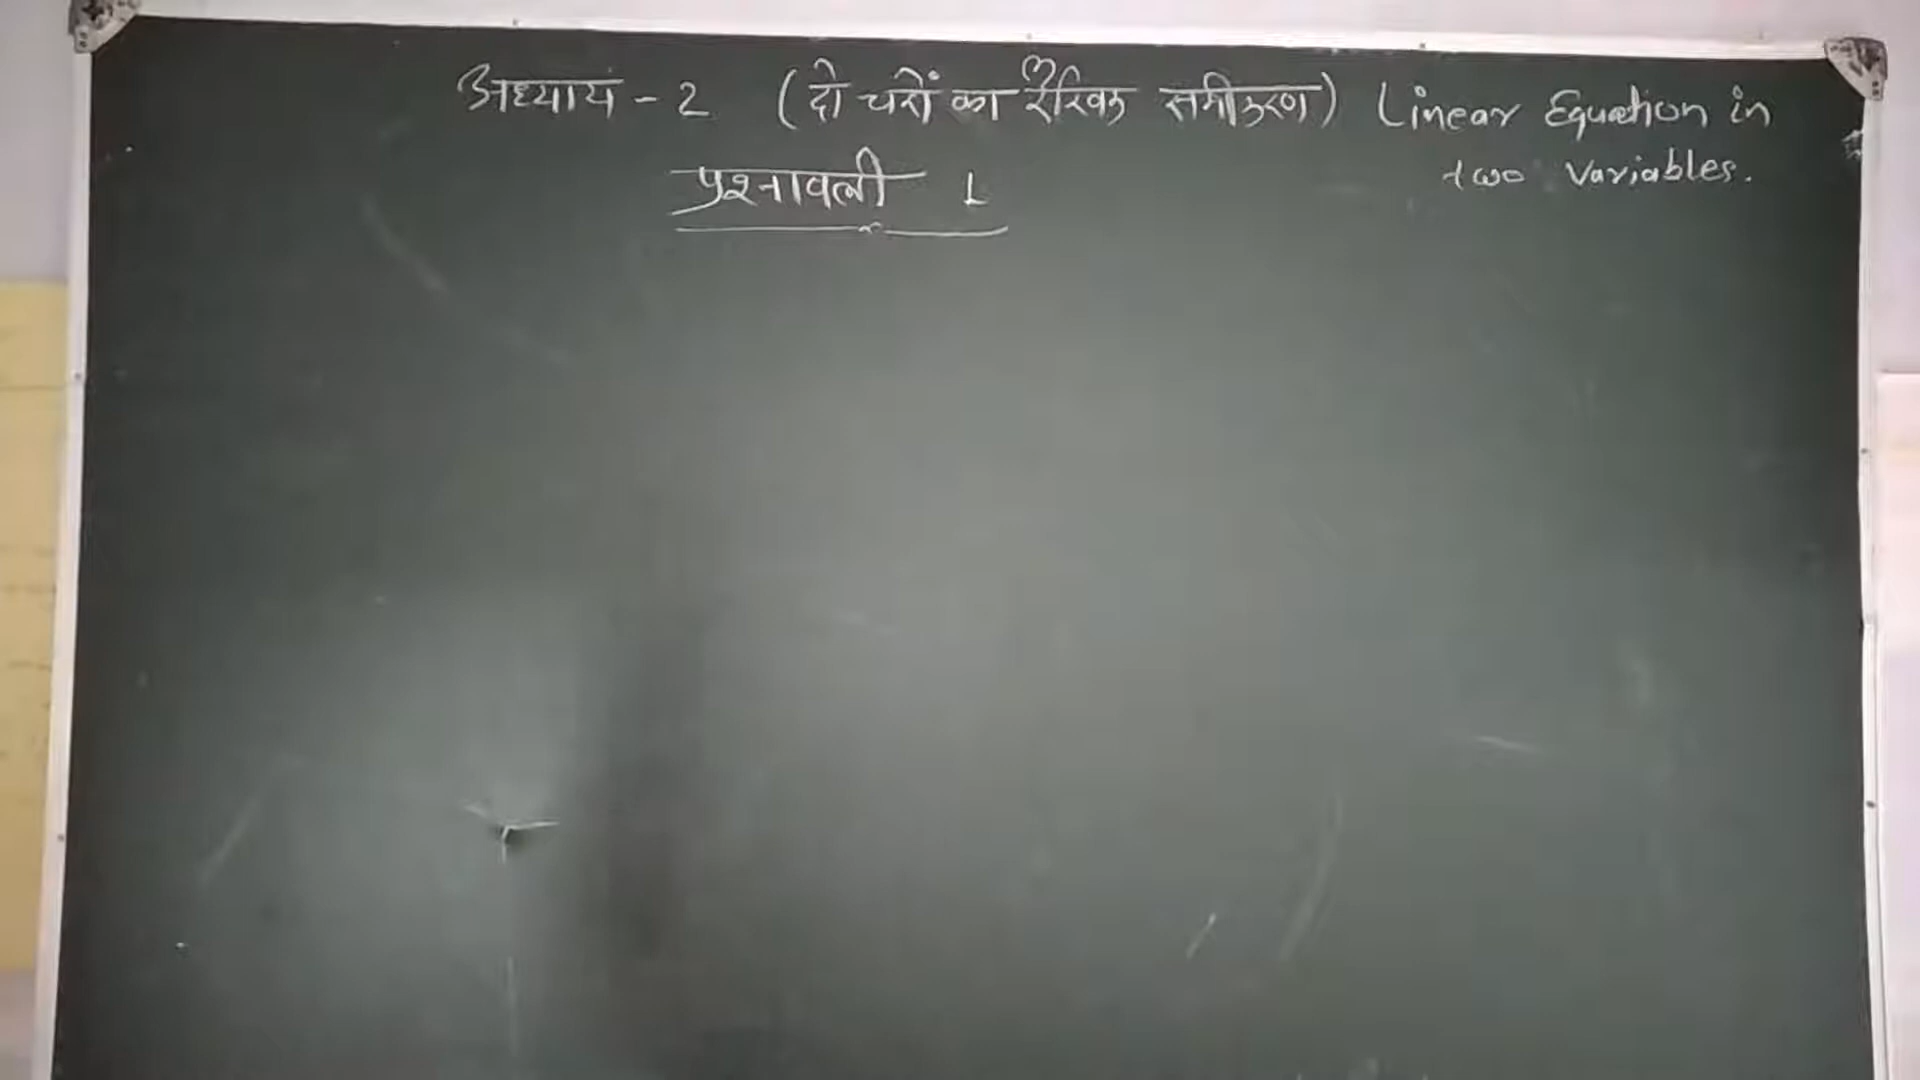 अध्याय - 2 (दो चरों का रैखिक समीकरण) Linear Equation in
two Variables.
प्रश्नावली 1